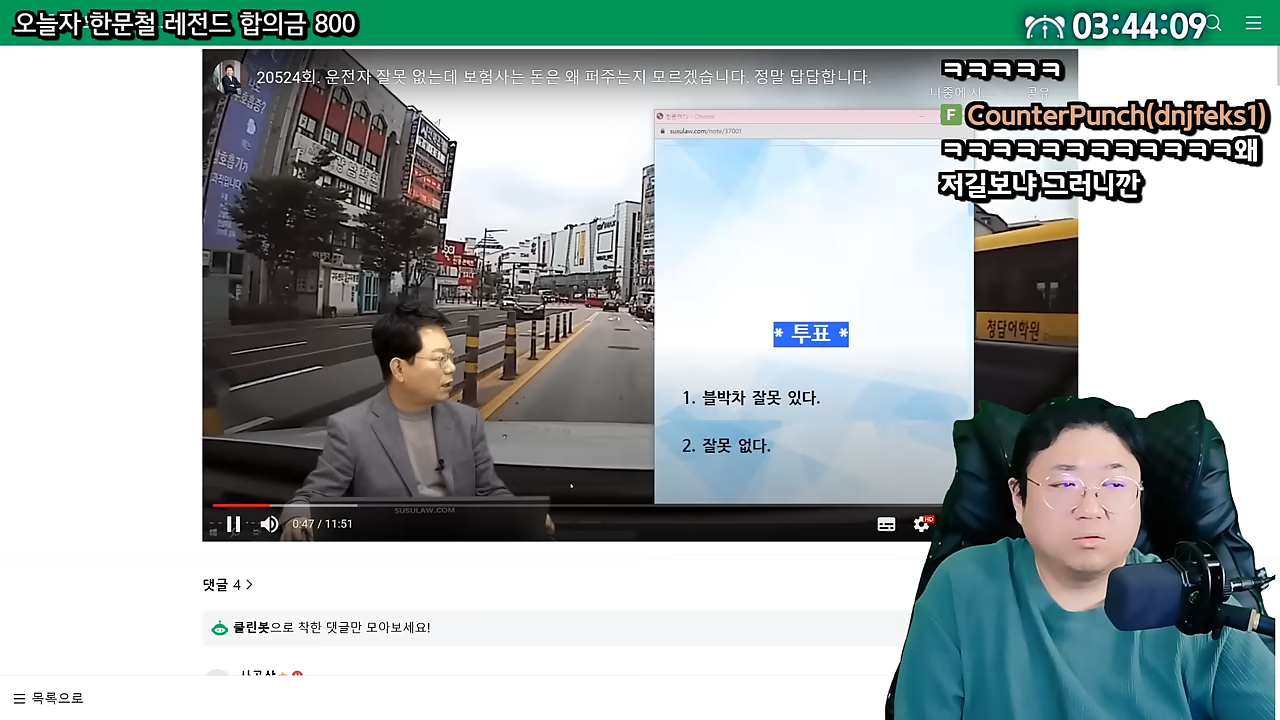 오늘자 한문철 레전드 합의금 800
03:44:09
20524회. 운전자 잘못 없는데 보험사는 돈은 왜 퍼주는지 모르겠습니다. 정말 답답합니다.
나중에 시
공유
ㅋㅋㅋㅋㅋ
F CounterPunch(dnjfeks1)
ㅋㅋㅋㅋㅋㅋㅋㅋㅋㅋㅋㅋ왜
저길보냐 그러니깐
susulaw.com/note/37001
* 투표 *
1. 블박차 잘못 있다.
2. 잘못 없다.
청담어학원
SUSULAW.COM
0:47 / 11:51
HD
댓글 4
클린봇으로 착한 댓글만 모아보세요!
목록으로